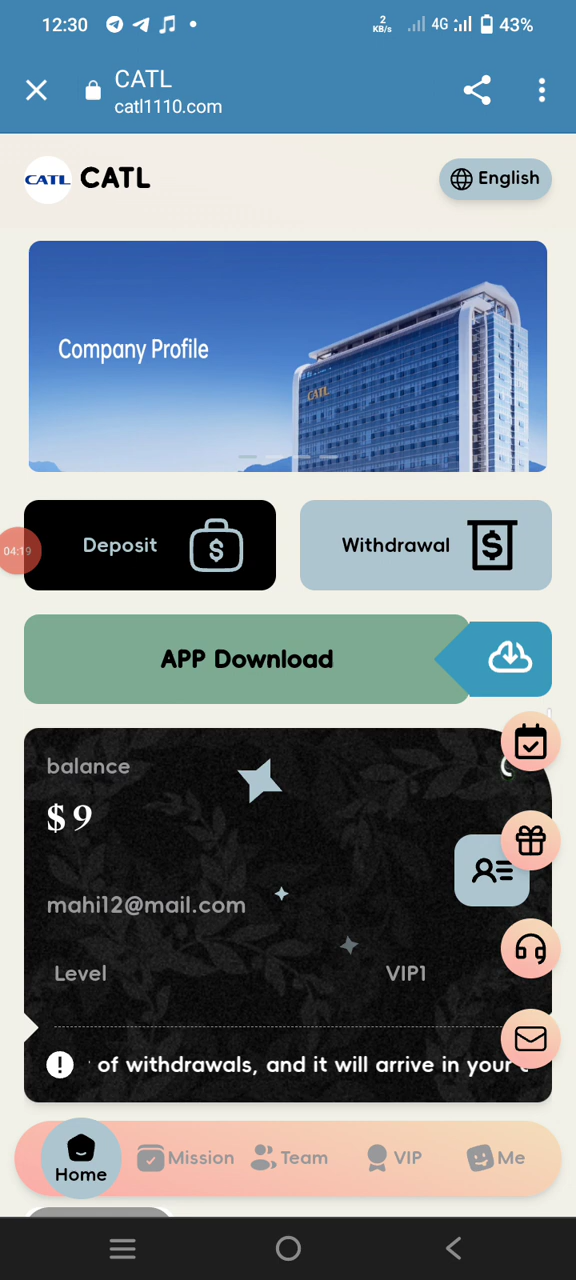 12:30
2 KB/s 4G 43%
CATL
catl1110.com
CATL CATL English
Company Profile
CATL
Deposit Withdrawal
04:19
APP Download
balance
$ 9
mahi12@mail.com
Level VIP1
of withdrawals, and it will arrive in your
Home Mission Team VIP Me